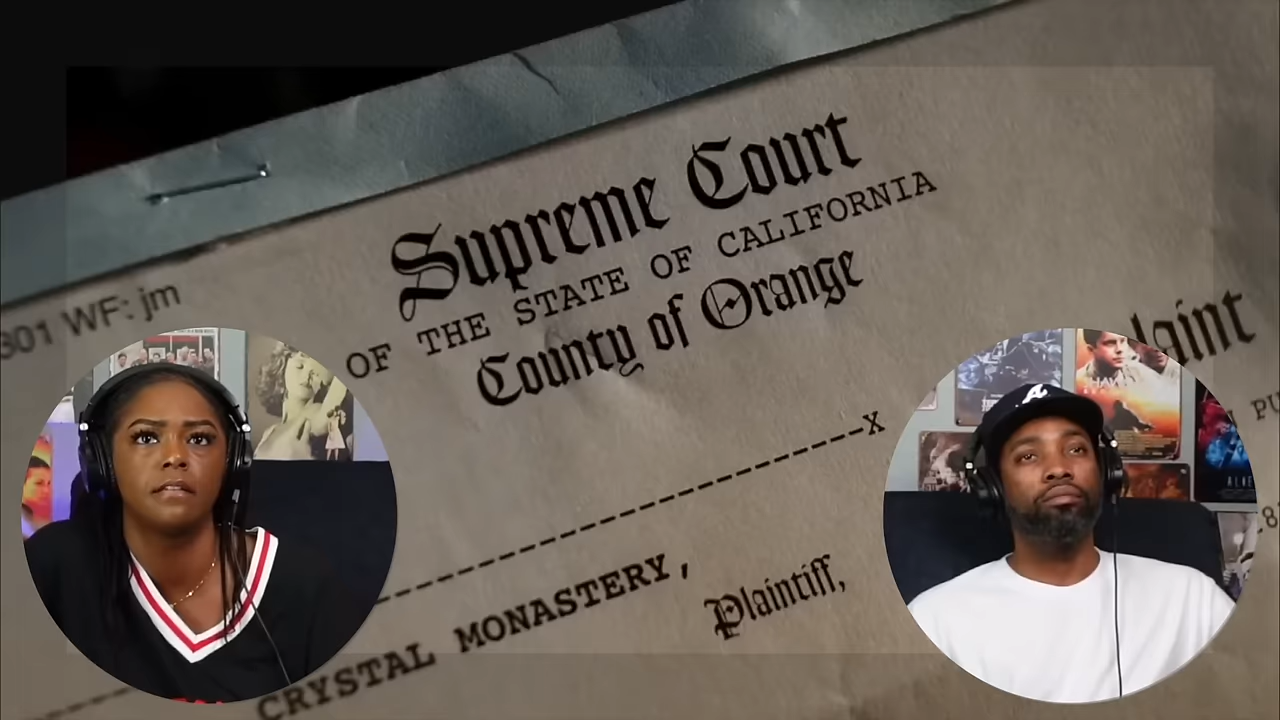 301 WF: jm
Supreme Court
OF THE STATE OF CALIFORNIA
County of Orange
laint
X
CRYSTAL MONASTERY,
Plaintiff,
A